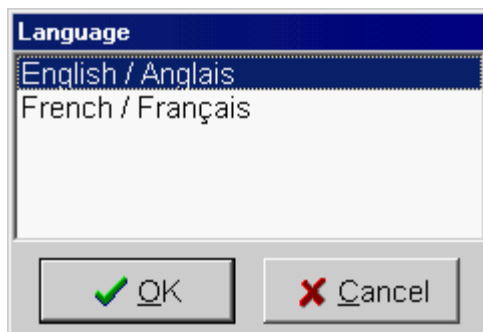 Language
English / Anglais
French / Français
OK
Cancel